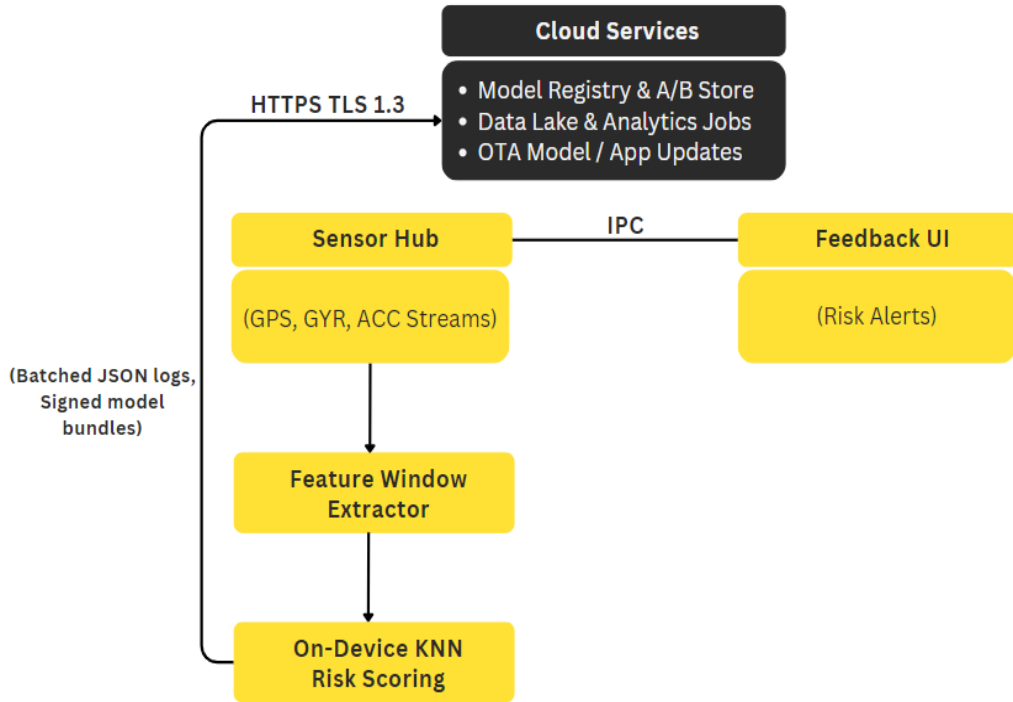 Cloud Services
• Model Registry & A/B Store
• Data Lake & Analytics Jobs
• OTA Model / App Updates
HTTPS TLS 1.3
Sensor Hub
IPC
Feedback UI
(GPS, GYR, ACC Streams)
(Risk Alerts)
(Batched JSON logs,
Signed model
bundles)
Feature Window
Extractor
On-Device KNN
Risk Scoring